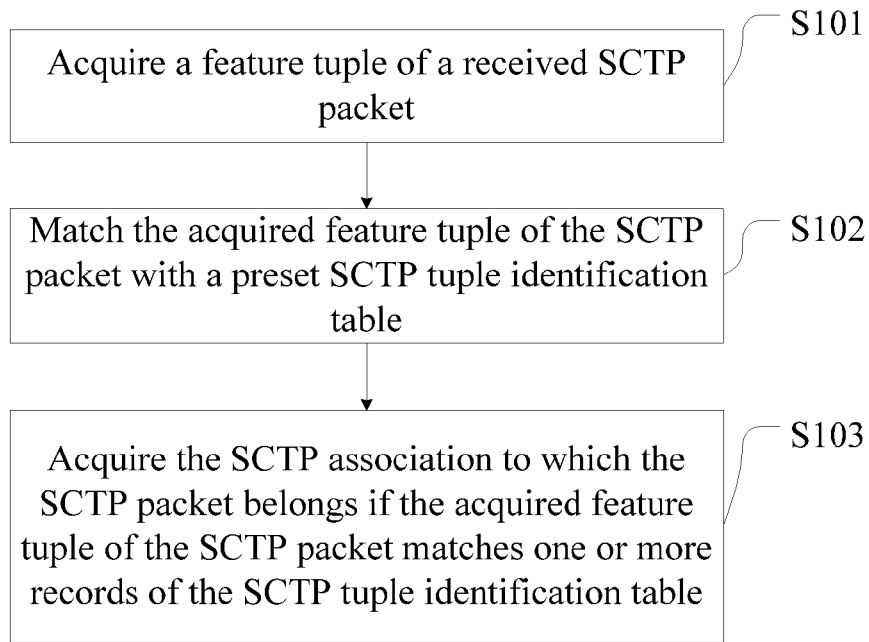 S101
Acquire a feature tuple of a received SCTP
packet
S102
Match the acquired feature tuple of the SCTP
packet with a preset SCTP tuple identification
table
S103
Acquire the SCTP association to which the
SCTP packet belongs if the acquired feature
tuple of the SCTP packet matches one or more
records of the SCTP tuple identification table